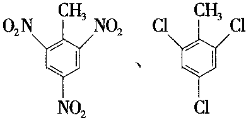 CH₃ CH₃
O₂N NO₂ 、 Cl Cl
NO₂ Cl